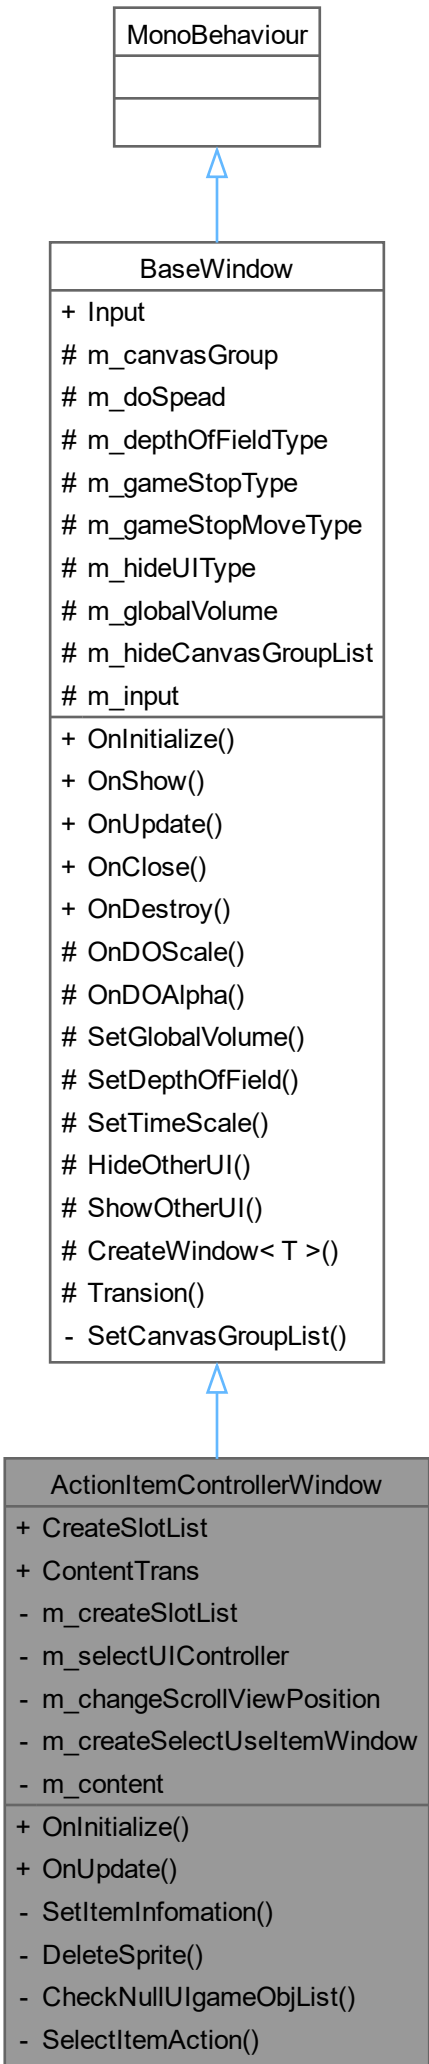 MonoBehaviour
BaseWindow
+ Input
# m_canvasGroup
# m_doSpead
# m_depthOfFieldType
# m_gameStopType
# m_gameStopMoveType
# m_hideUIType
# m_globalVolume
# m_hideCanvasGroupList
# m_input
+ OnInitialize()
+ OnShow()
+ OnUpdate()
+ OnClose()
+ OnDestroy()
# OnDOScale()
# OnDOAlpha()
# SetGlobalVolume()
# SetDepthOfField()
# SetTimeScale()
# HideOtherUI()
# ShowOtherUI()
# CreateWindow< T >()
# Transion()
- SetCanvasGroupList()
ActionItemControllerWindow
+ CreateSlotList
+ ContentTrans
- m_createSlotList
- m_selectUIController
- m_changeScrollViewPosition
- m_createSelectUseItemWindow
- m_content
+ OnInitialize()
+ OnUpdate()
- SetItemInfomation()
- DeleteSprite()
- CheckNullUIgameObjList()
- SelectItemAction()